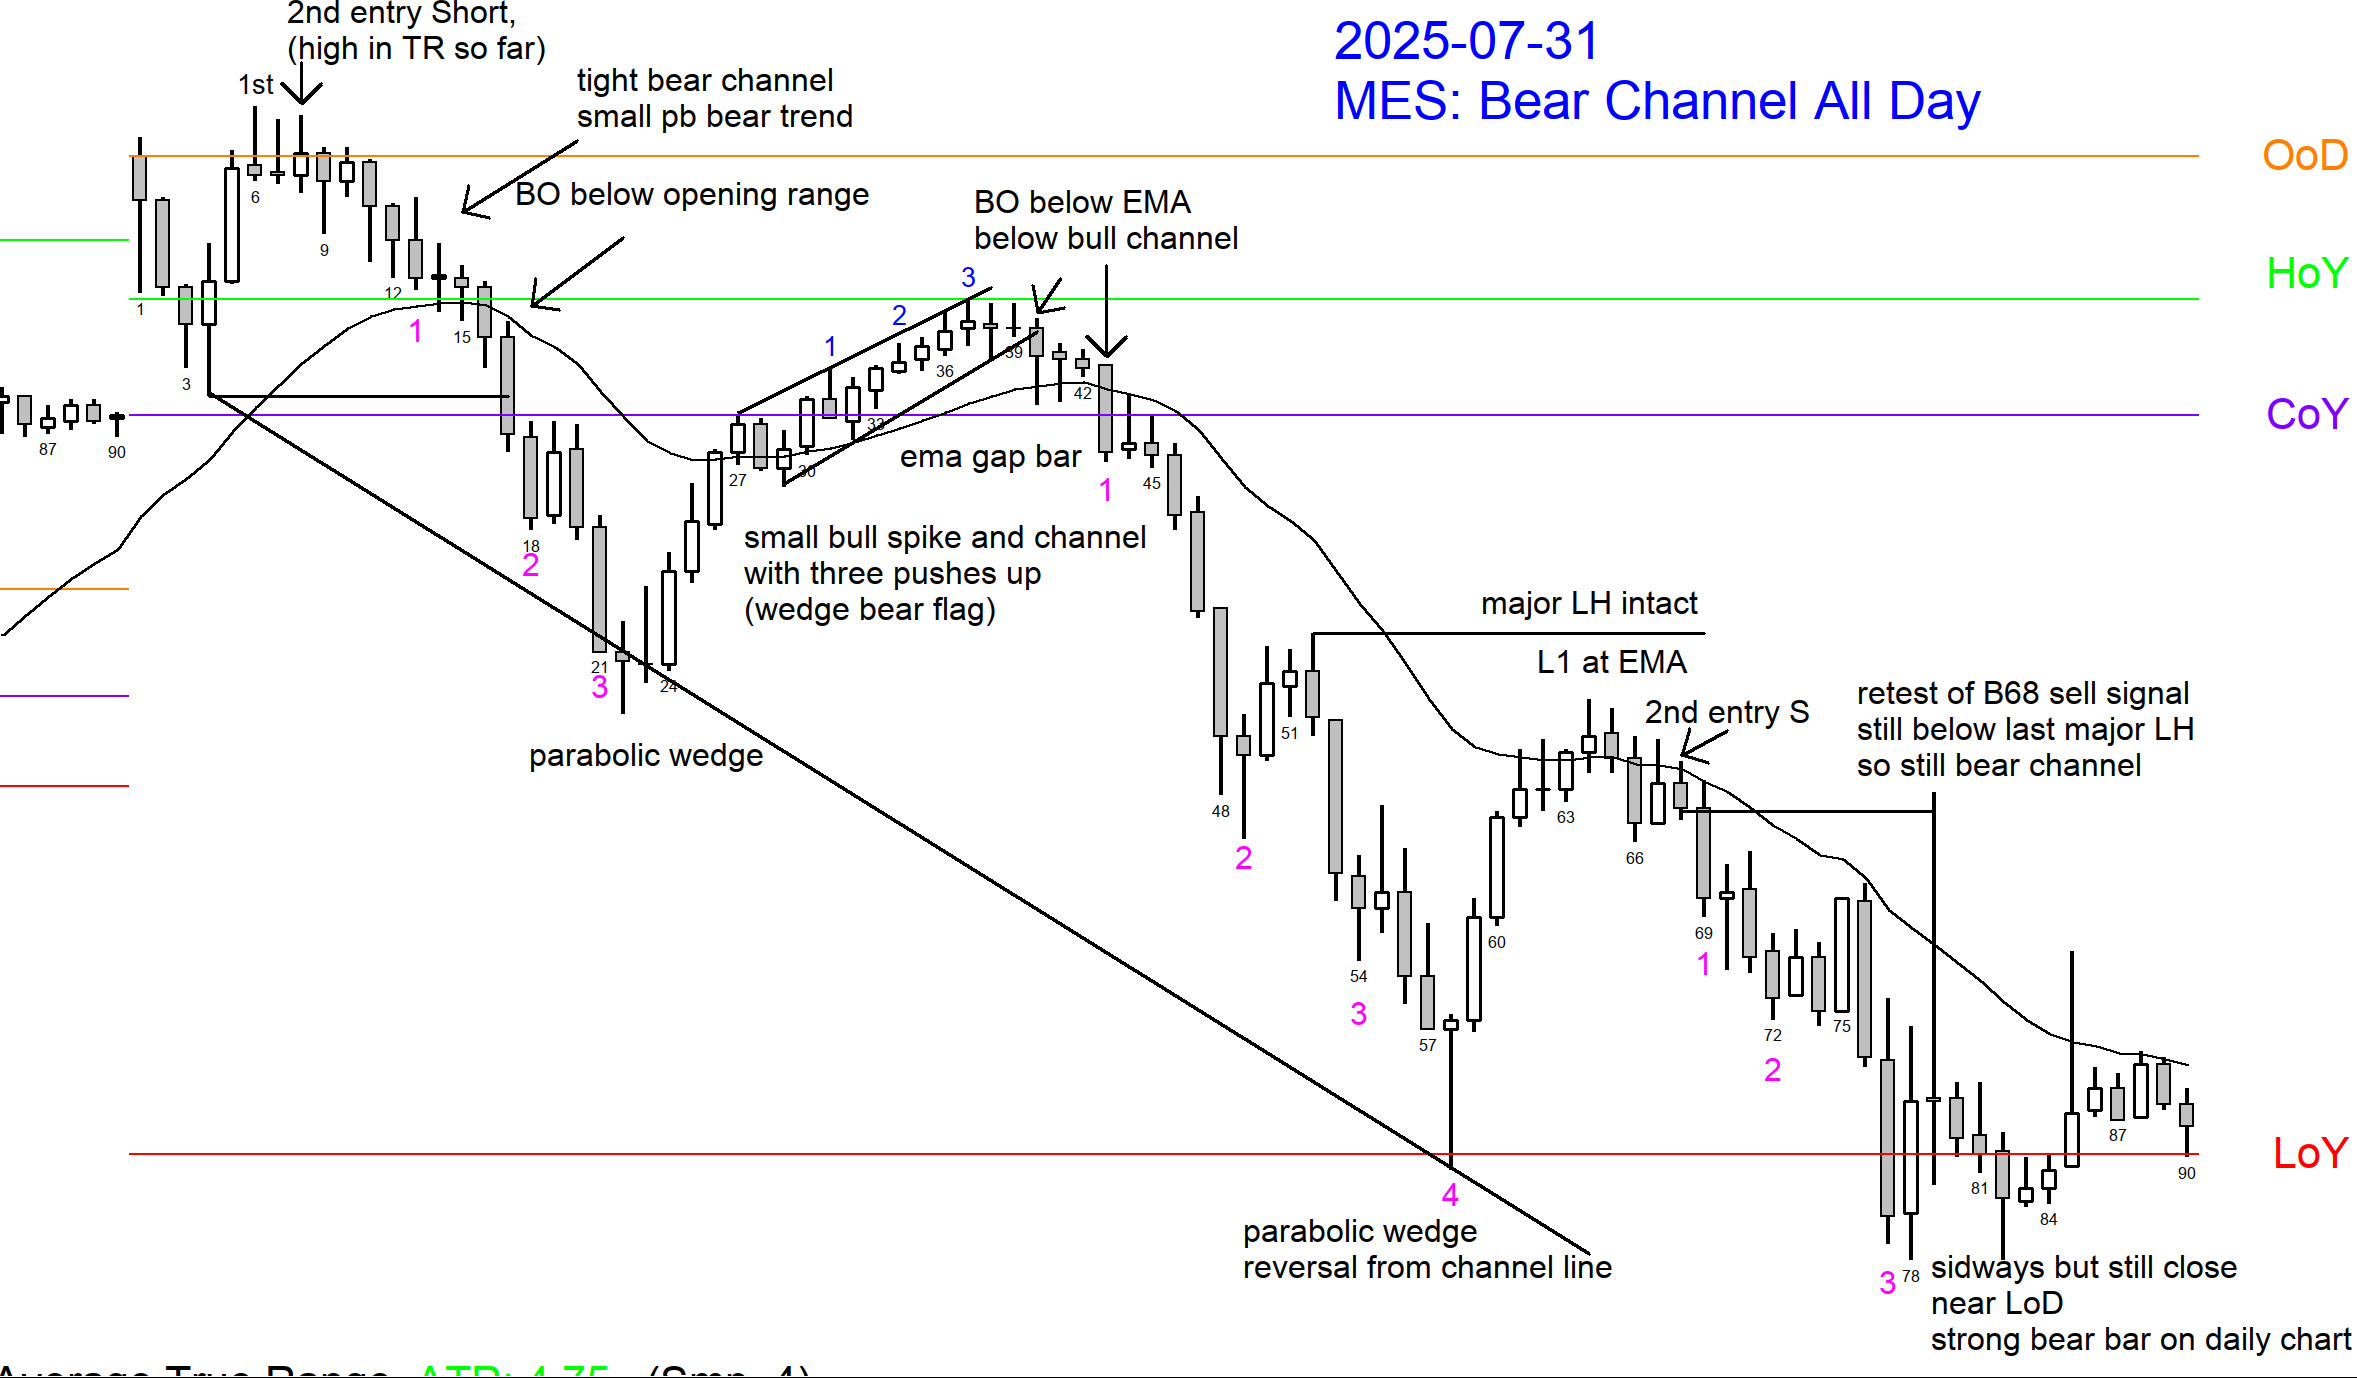 2nd entry Short,
(high in TR so far)
1st
tight bear channel
small pb bear trend
BO below opening range
2025-07-31
MES: Bear Channel All Day
OoD
HoY
CoY
LoY
BO below EMA
below bull channel
1
2
3
87
90
1
3
6
9
12
15
18
21
24
27
30
33
36
39
42
45
48
51
54
57
60
63
66
69
72
75
78
81
84
87
90
1
2
3
parabolic wedge
ema gap bar
small bull spike and channel
with three pushes up
(wedge bear flag)
1
2
3
4
parabolic wedge
reversal from channel line
major LH intact
L1 at EMA
2nd entry S
retest of B68 sell signal
still below last major LH
so still bear channel
1
2
3
sidways but still close
near LoD
strong bear bar on daily chart
Average True Range ATR: 4.75 (Smp, 4)